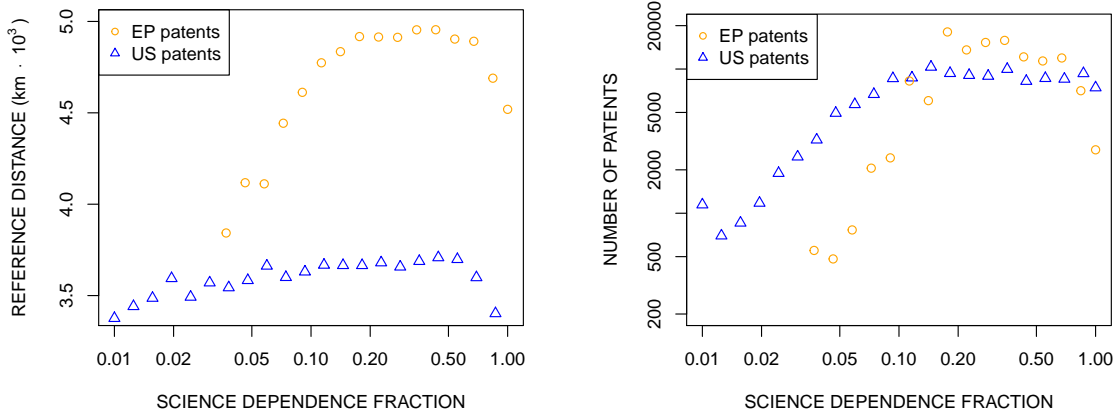 EP patents
US patents
REFERENCE DISTANCE (km · 10³)
5.0
4.5
4.0
3.5
0.01
0.02
0.05
0.10
0.20
0.50
1.00
SCIENCE DEPENDENCE FRACTION
EP patents
US patents
NUMBER OF PATENTS
20000
5000
2000
500
200
0.01
0.02
0.05
0.10
0.20
0.50
1.00
SCIENCE DEPENDENCE FRACTION